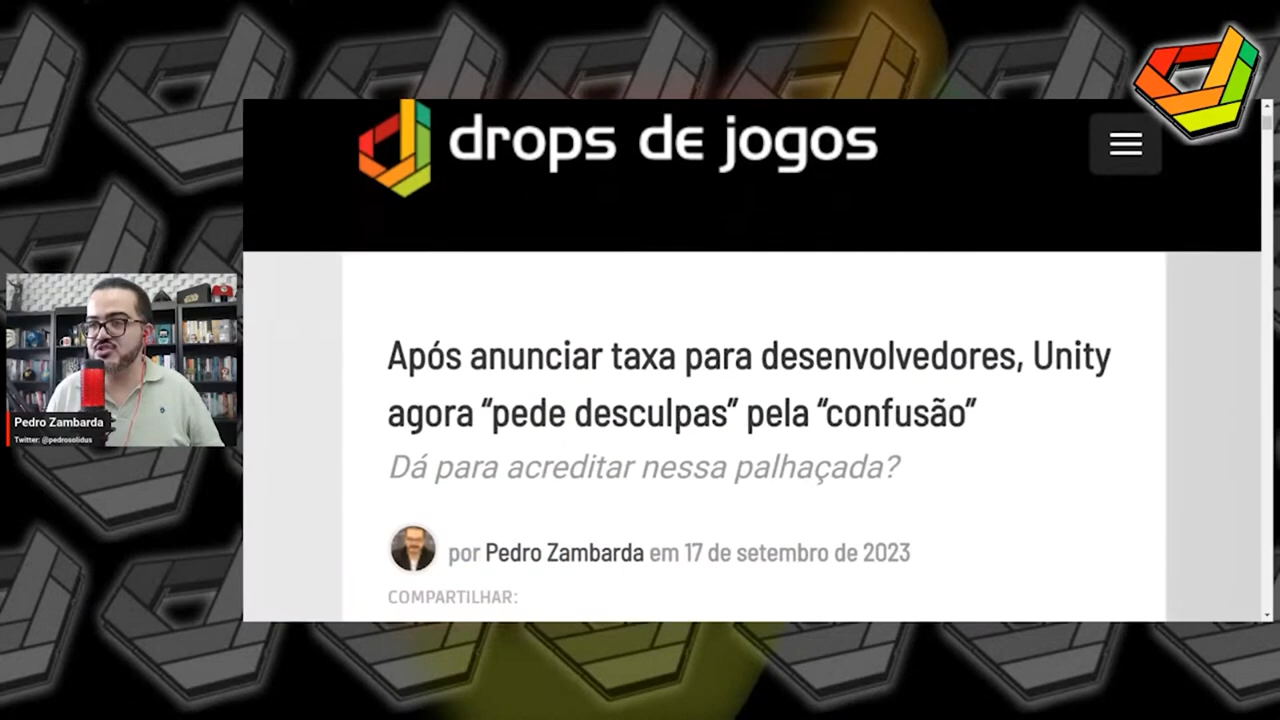 drops de jogos
Após anunciar taxa para desenvolvedores, Unity
agora “pede desculpas” pela “confusão”
Dá para acreditar nessa palhaçada?
por Pedro Zambarda em 17 de setembro de 2023
COMPARTILHAR:
Pedro Zambarda
Twitter: @pedrosolidus